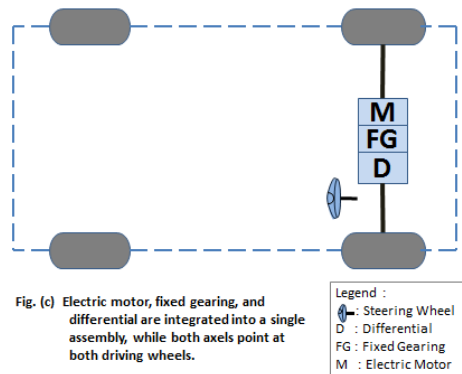 M
FG
D
Fig. (c) Electric motor, fixed gearing, and
differential are integrated into a single
assembly, while both axels point at
both driving wheels.
Legend :
: Steering Wheel
D : Differential
FG : Fixed Gearing
M : Electric Motor